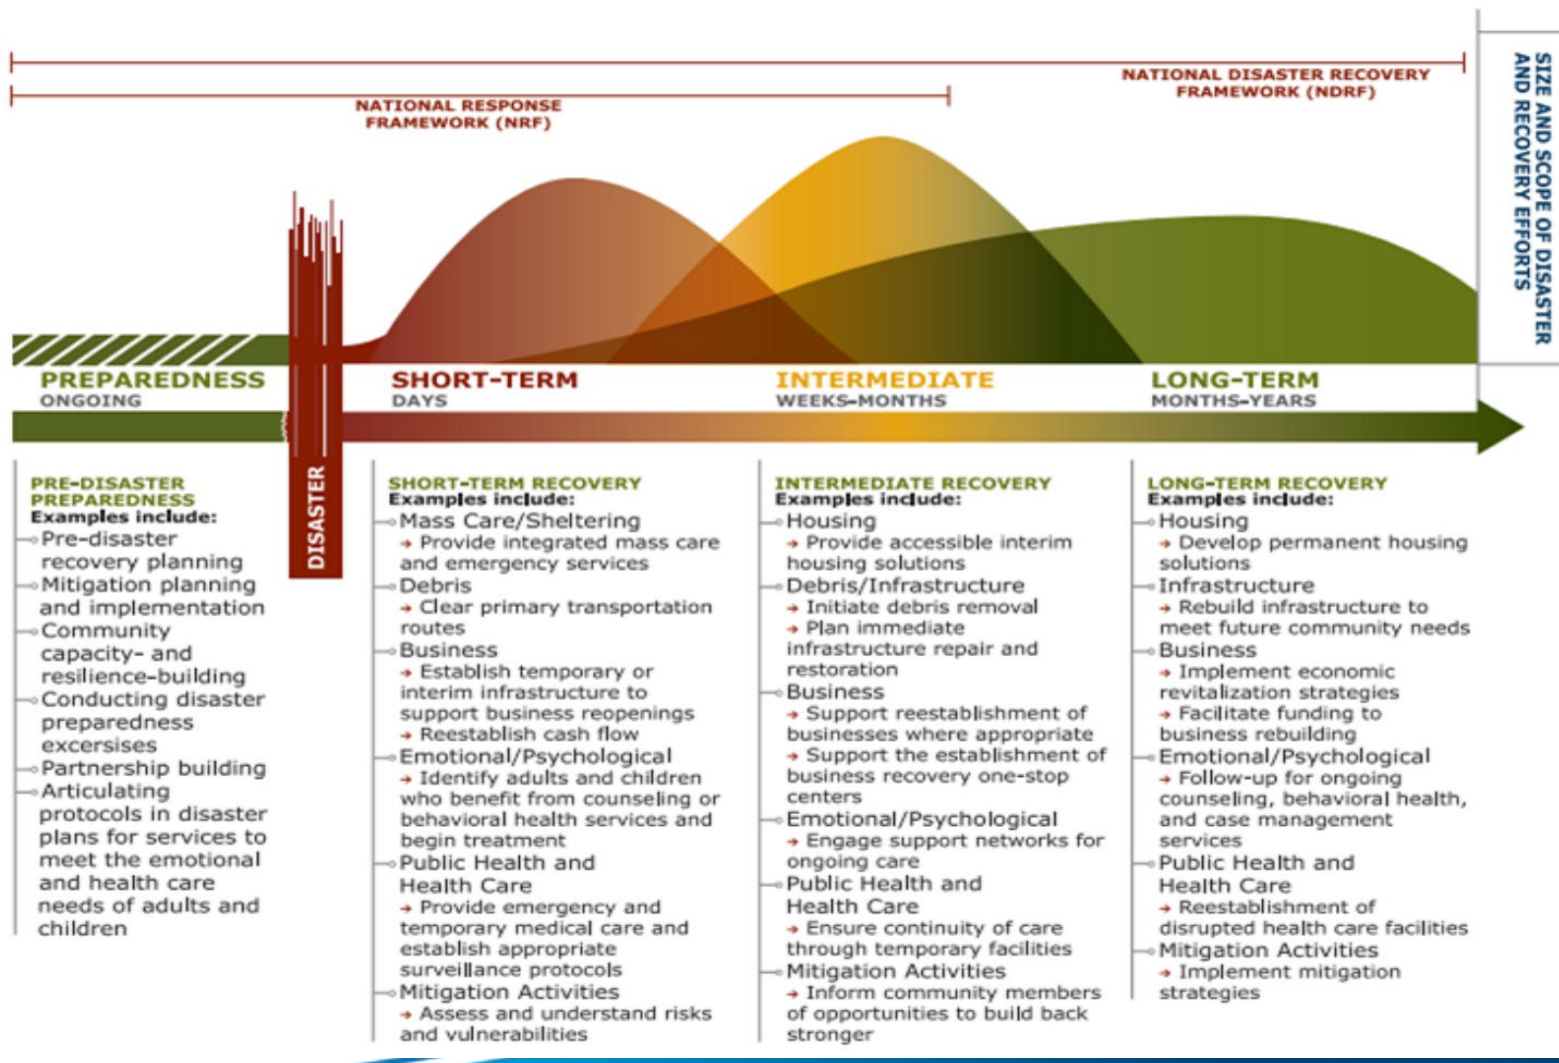 SIZE AND SCOPE OF DISASTER
AND RECOVERY EFFORTS
NATIONAL DISASTER RECOVERY
FRAMEWORK (NDRF)
NATIONAL RESPONSE
FRAMEWORK (NRF)
PREPAREDNESS
ONGOING
SHORT-TERM
DAYS
INTERMEDIATE
WEEKS-MONTHS
LONG-TERM
MONTHS-YEARS
DISASTER
PRE-DISASTER
PREPAREDNESS
Examples include:
Pre-disaster
recovery planning
Mitigation planning
and implementation
Community
capacity- and
resilience-building
Conducting disaster
preparedness
excersises
Partnership building
Articulating
protocols in disaster
plans for services to
meet the emotional
and health care
needs of adults and
children
SHORT-TERM RECOVERY
Examples include:
Mass Care/Sheltering
→ Provide integrated mass care
and emergency services
Debris
→ Clear primary transportation
routes
Business
→ Establish temporary or
interim infrastructure to
support business reopenings
→ Reestablish cash flow
Emotional/Psychological
→ Identify adults and children
who benefit from counseling or
behavioral health services and
begin treatment
Public Health and
Health Care
→ Provide emergency and
temporary medical care and
establish appropriate
surveillance protocols
Mitigation Activities
→ Assess and understand risks
and vulnerabilities
INTERMEDIATE RECOVERY
Examples include:
Housing
→ Provide accessible interim
housing solutions
Debris/Infrastructure
→ Initiate debris removal
→ Plan immediate
infrastructure repair and
restoration
Business
→ Support reestablishment of
businesses where appropriate
→ Support the establishment of
business recovery one-stop
centers
Emotional/Psychological
→ Engage support networks for
ongoing care
Public Health and
Health Care
→ Ensure continuity of care
through temporary facilities
Mitigation Activities
→ Inform community members
of opportunities to build back
stronger
LONG-TERM RECOVERY
Examples include:
Housing
→ Develop permanent housing
solutions
Infrastructure
→ Rebuild infrastructure to
meet future community needs
Business
→ Implement economic
revitalization strategies
→ Facilitate funding to
business rebuilding
Emotional/Psychological
→ Follow-up for ongoing
counseling, behavioral health,
and case management
services
Public Health and
Health Care
→ Reestablishment of
disrupted health care facilities
Mitigation Activities
→ Implement mitigation
strategies